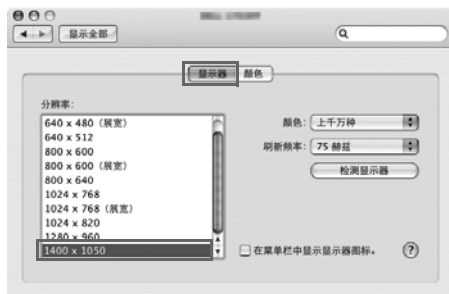 显示全部
显示器 颜色
分辨率:
640 x 480 (展宽)
640 x 512
800 x 600
800 x 600 (展宽)
800 x 640
1024 x 768
1024 x 768 (展宽)
1024 x 820
1280 x 960
1400 x 1050
颜色: 上千万种
刷新频率: 75 赫兹
检测显示器
在菜单栏中显示显示器图标。
?